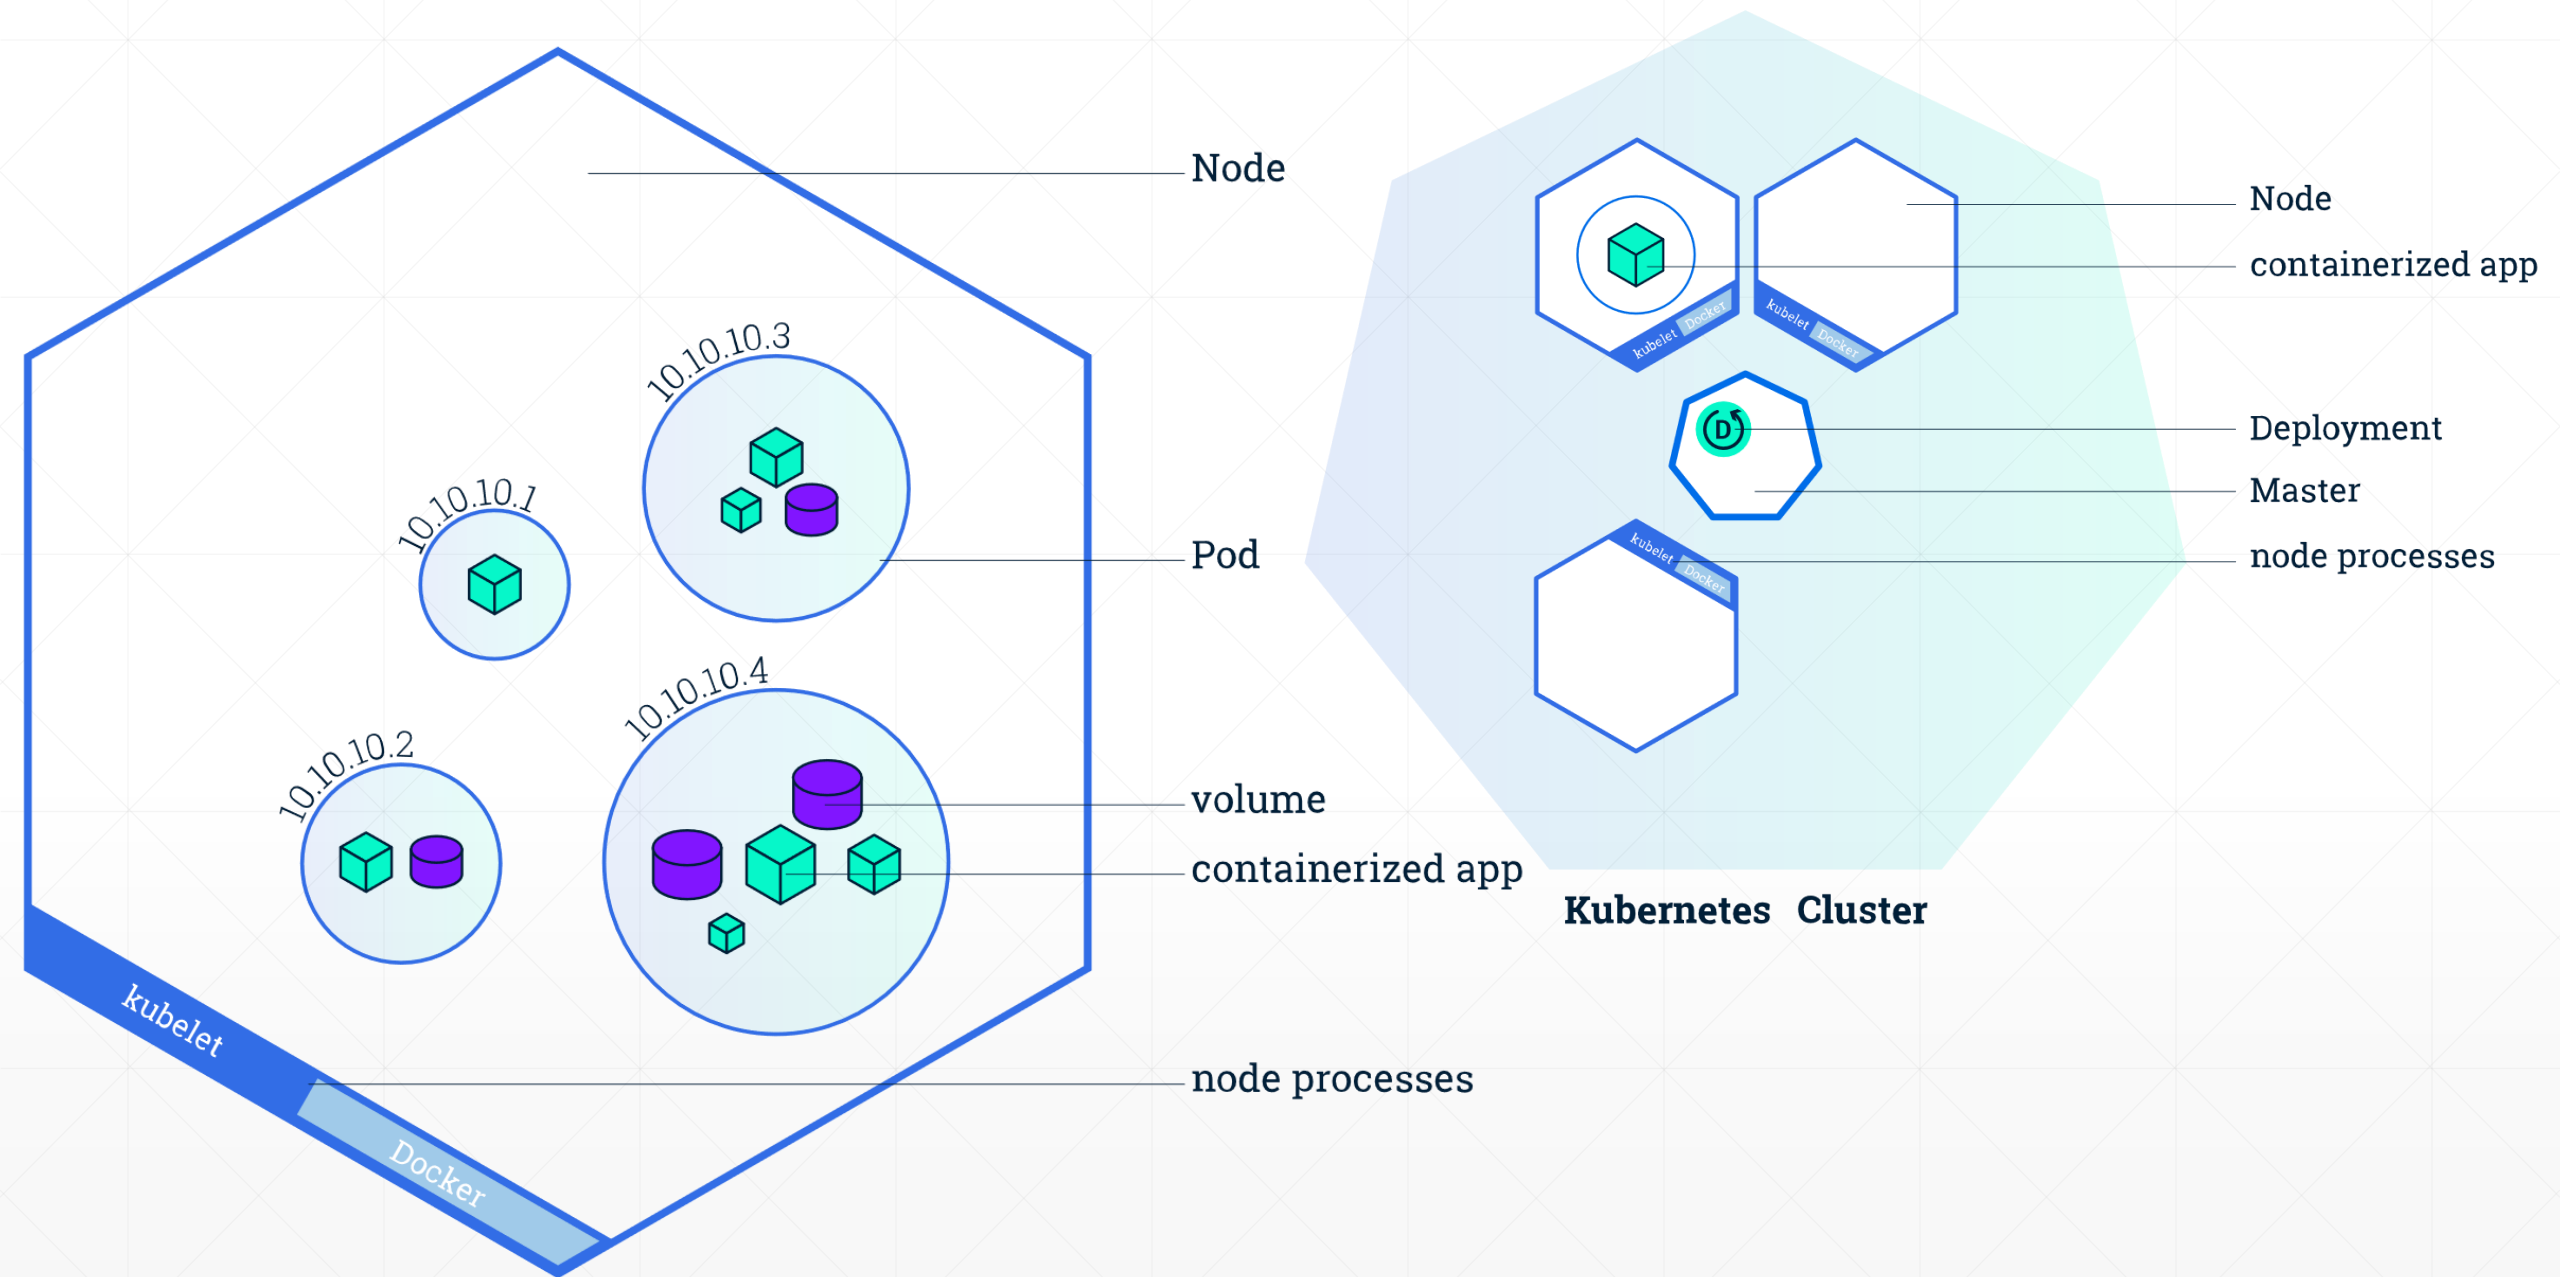 Node
10.10.10.3
10.10.10.1
Pod
10.10.10.4
10.10.10.2
volume
containerized app
kubelet
node processes
Docker
Node
containerized app
kubelet Docker
kubelet Docker
D
Deployment
Master
kubelet Docker
node processes
Kubernetes Cluster